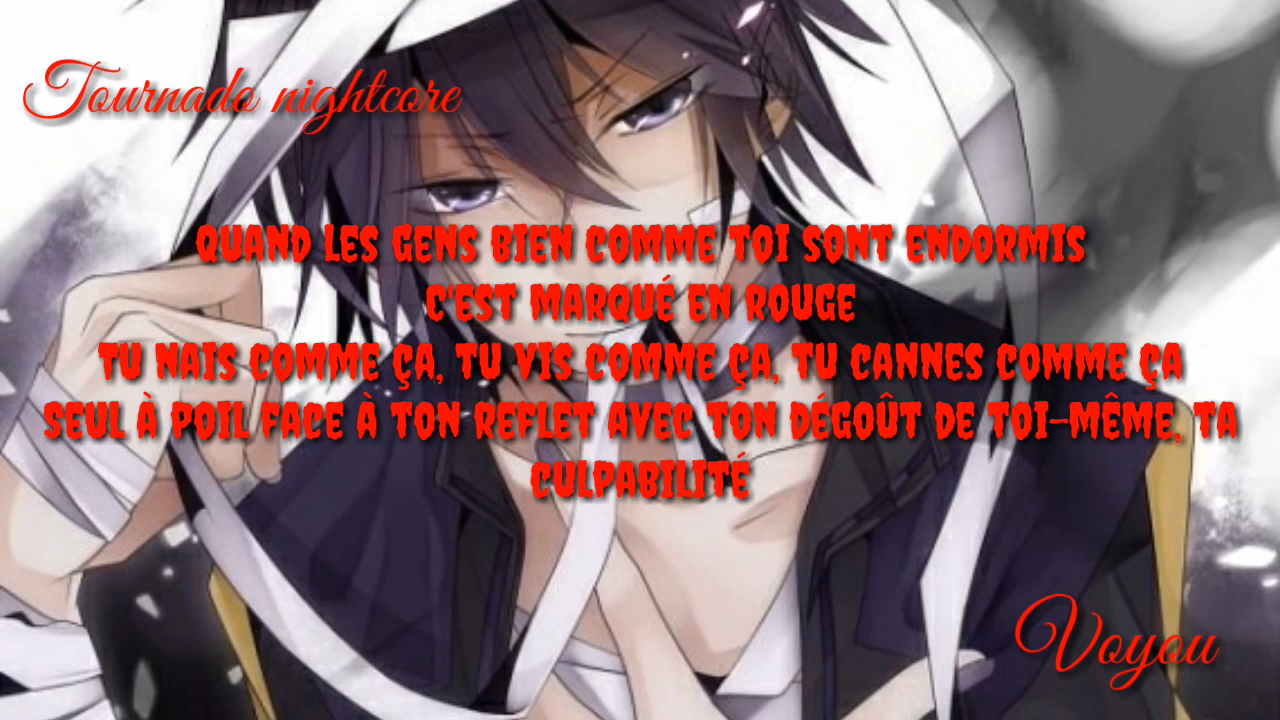 Tournado nightcore
QUAND LES GENS BIEN COMME TOI SONT ENDORMIS
C'EST MARQUÉ EN ROUGE
TU NAIS COMME ÇA, TU VIS COMME ÇA, TU CANNES COMME ÇA
SEUL À POIL FACE À TON REFLET AVEC TON DÉGOÛT DE TOI-MÊME, TA
CULPABILITÉ
Voyou